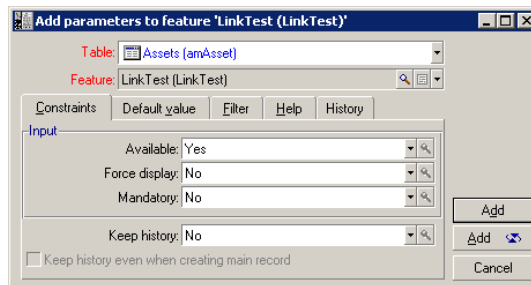 Add parameters to feature 'LinkTest (LinkTest)'
Table: Assets (amAsset)
Feature: LinkTest (LinkTest)
Constraints Default value Filter Help History
Input
Available: Yes
Force display: No
Mandatory: No
Keep history: No
Keep history even when creating main record
Add
Add
Cancel